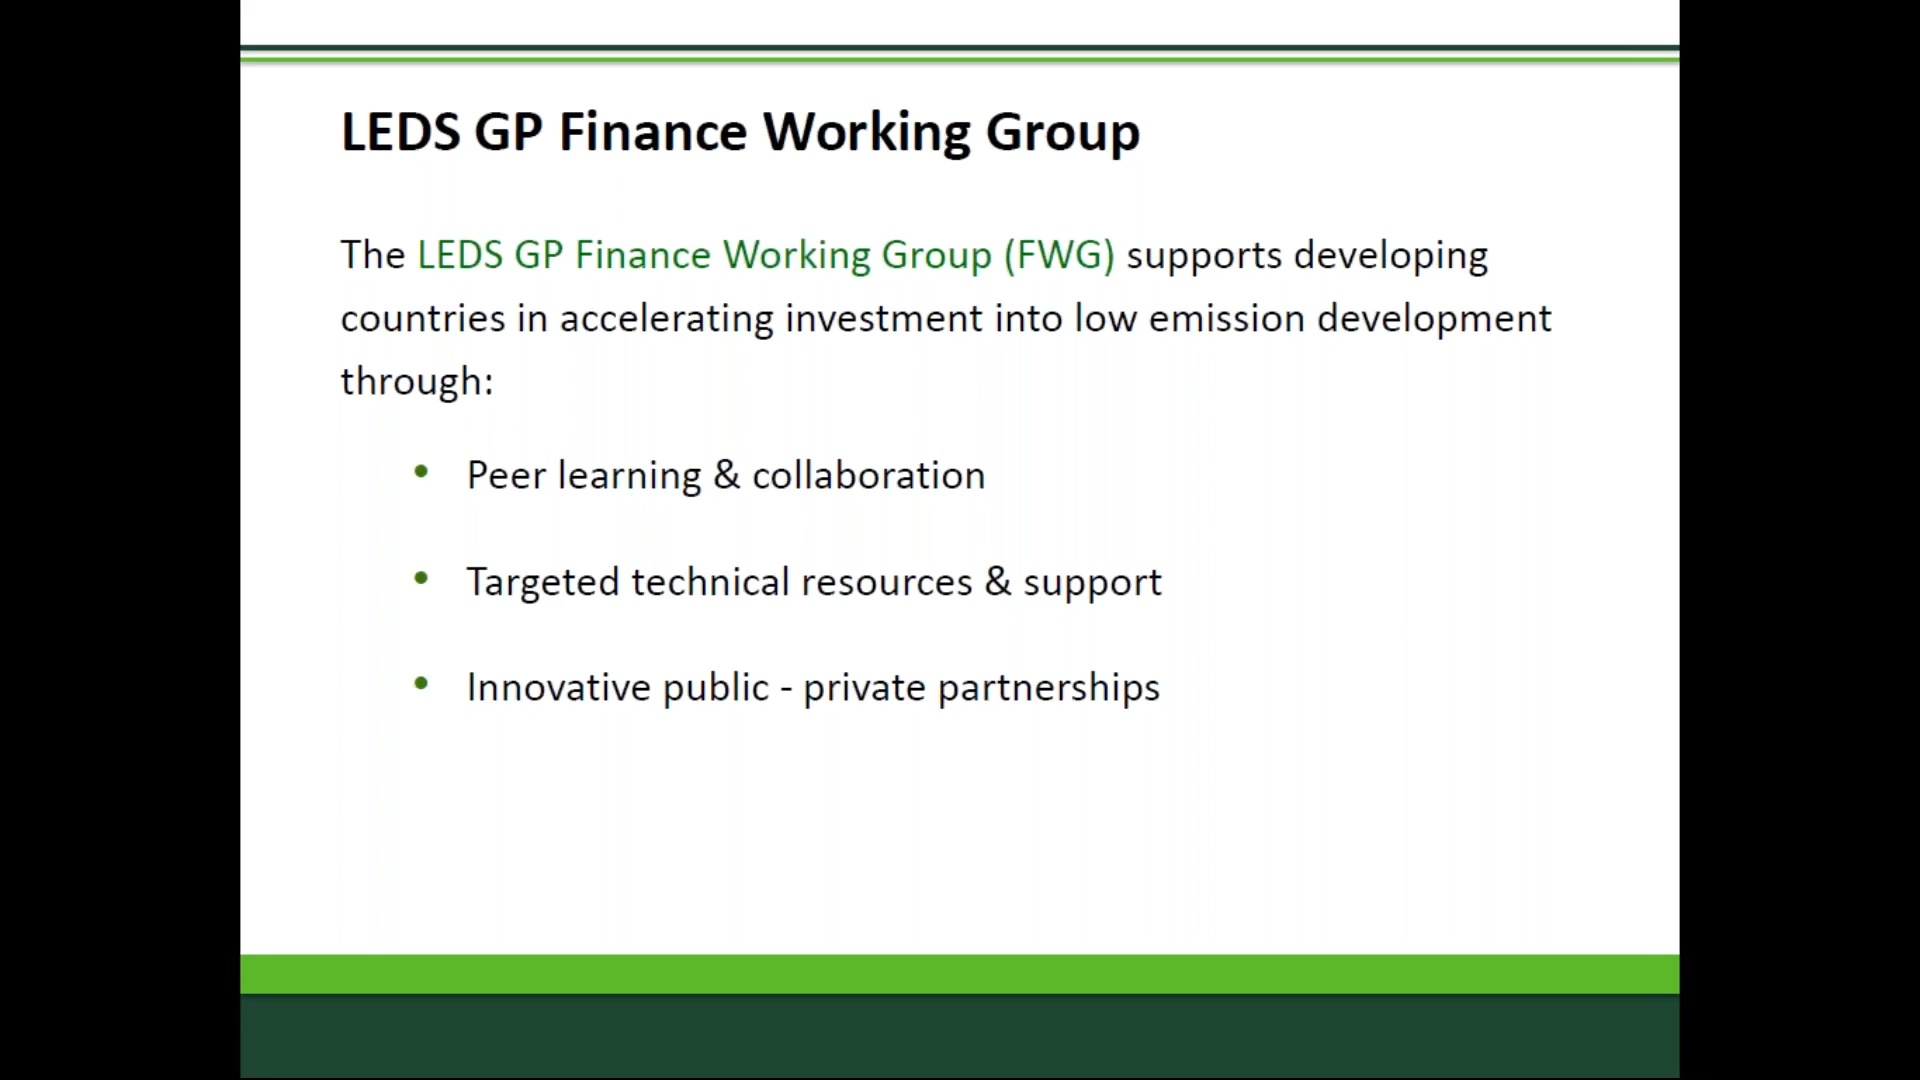 LEDS GP Finance Working Group
The LEDS GP Finance Working Group (FWG) supports developing
countries in accelerating investment into low emission development
through:
• Peer learning & collaboration
• Targeted technical resources & support
• Innovative public - private partnerships